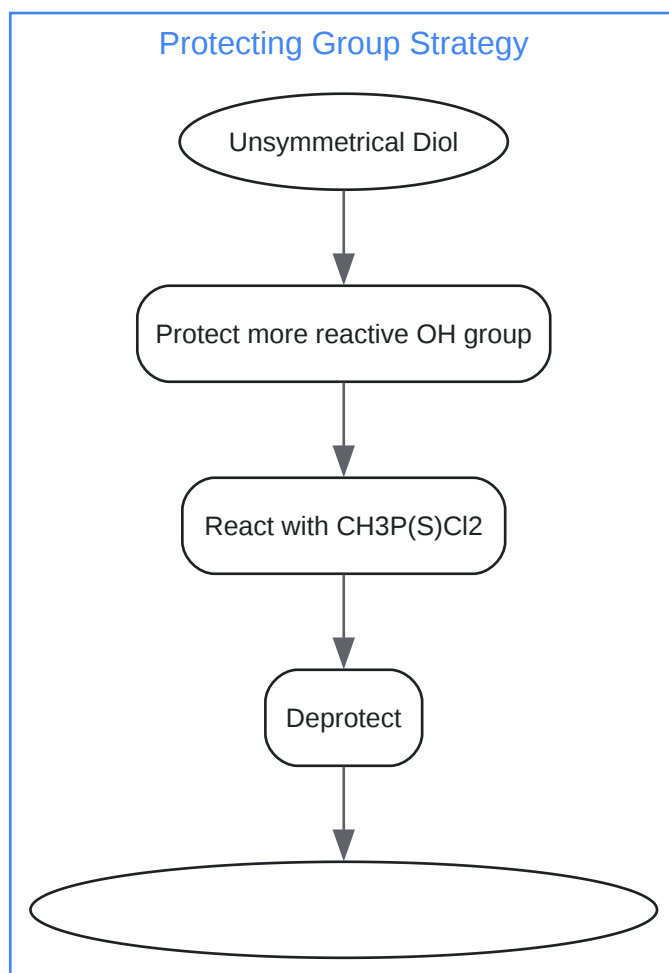 Protecting Group Strategy
Unsymmetrical Diol
Protect more reactive OH group
React with CH3P(S)Cl2
Deprotect